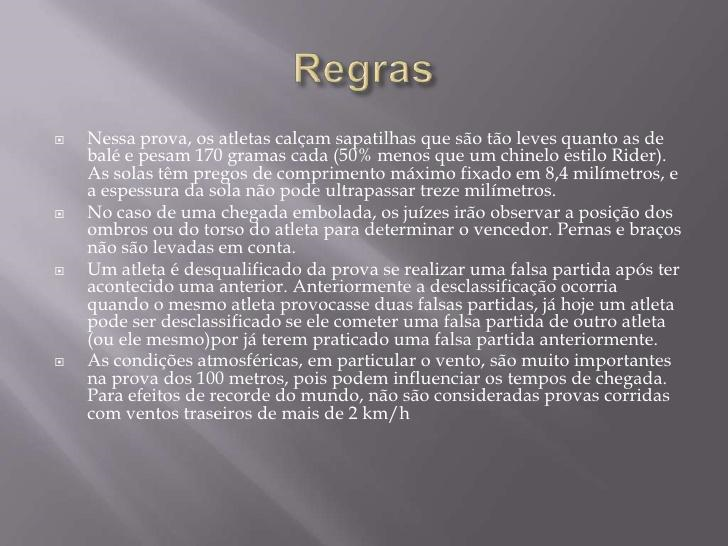 Regras
Nessa prova, os atletas calçam sapatilhas que são tão leves quanto as de
balé e pesam 170 gramas cada (50% menos que um chinelo estilo Rider).
As solas têm pregos de comprimento máximo fixado em 8,4 milímetros, e
a espessura da sola não pode ultrapassar treze milímetros.
No caso de uma chegada embolada, os juízes irão observar a posição dos
ombros ou do torso do atleta para determinar o vencedor. Pernas e braços
não são levadas em conta.
Um atleta é desqualificado da prova se realizar uma falsa partida após ter
acontecido uma anterior. Anteriormente a desclassificação ocorria
quando o mesmo atleta provocasse duas falsas partidas, já hoje um atleta
pode ser desclassificado se ele cometer uma falsa partida de outro atleta
(ou ele mesmo)por já terem praticado uma falsa partida anteriormente.
As condições atmosféricas, em particular o vento, são muito importantes
na prova dos 100 metros, pois podem influenciar os tempos de chegada.
Para efeitos de recorde do mundo, não são consideradas provas corridas
com ventos traseiros de mais de 2 km/h